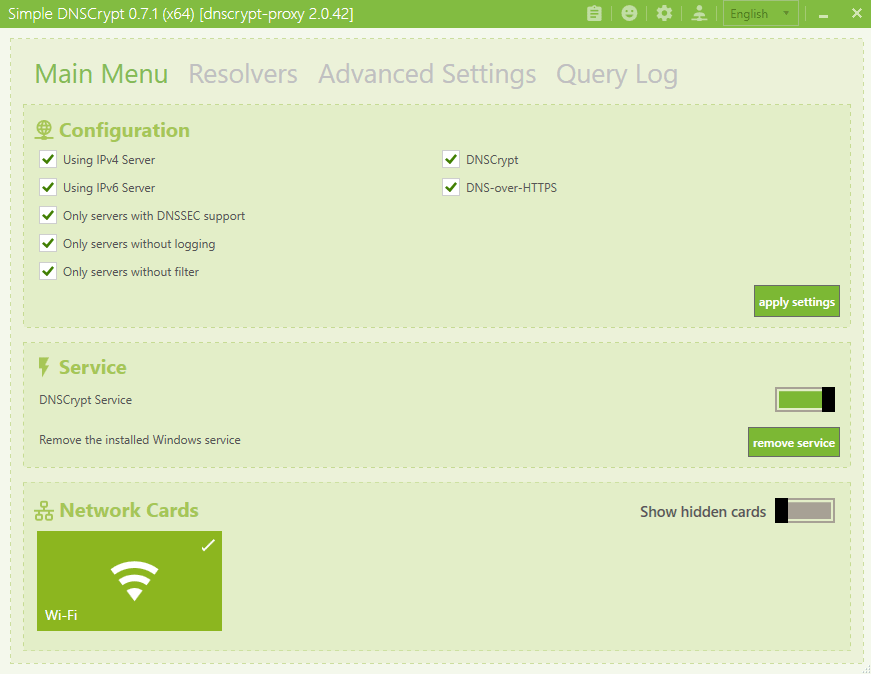 Simple DNSCrypt 0.7.1 (x64) [dnscrypt-proxy 2.0.42]
English
Main Menu Resolvers Advanced Settings Query Log
Configuration
Using IPv4 Server
DNSCrypt
Using IPv6 Server
DNS-over-HTTPS
Only servers with DNSSEC support
Only servers without logging
Only servers without filter
apply settings
Service
DNSCrypt Service
Remove the installed Windows service
remove service
Network Cards
Show hidden cards
Wi-Fi